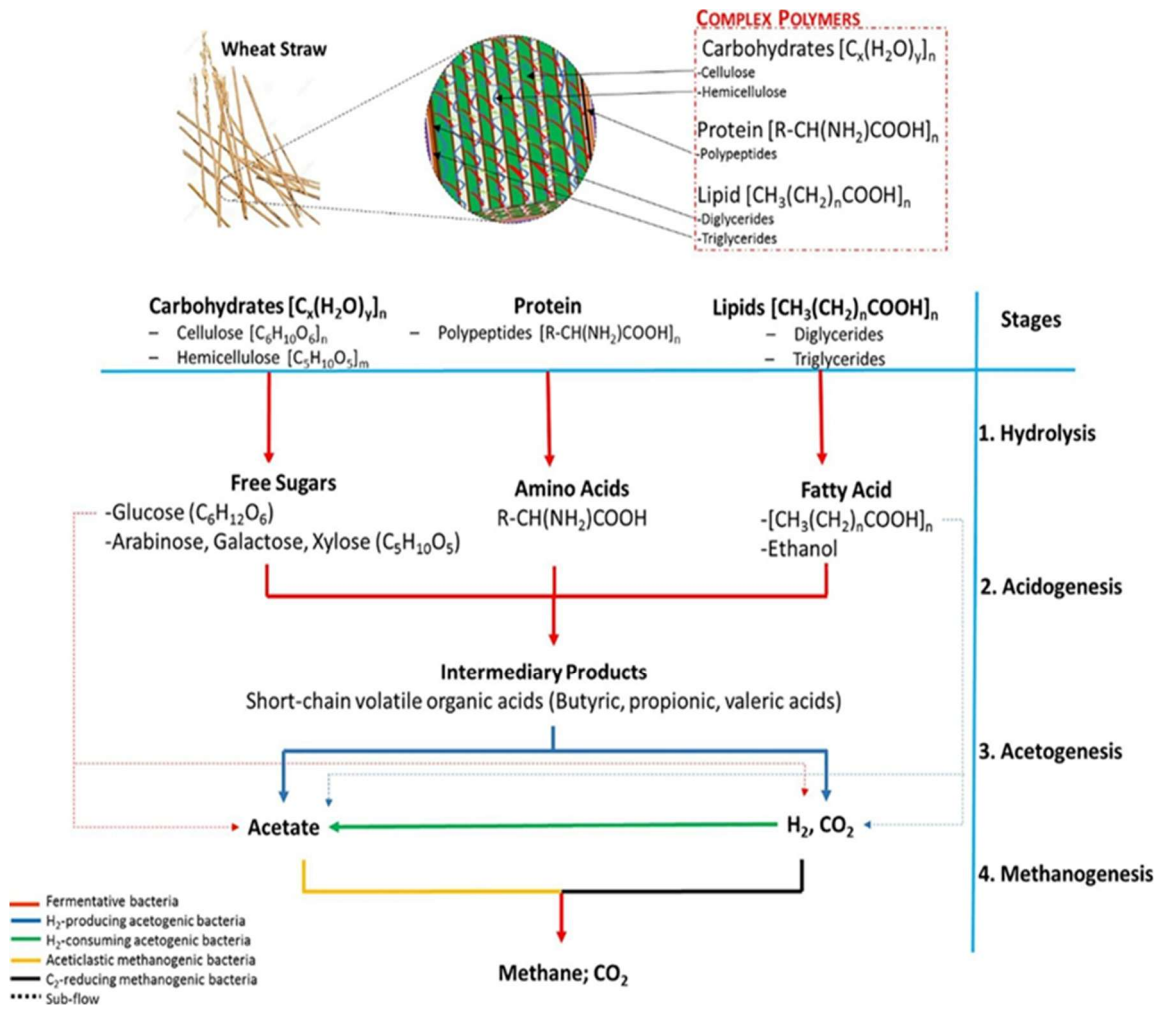 Wheat Straw
COMPLEX POLYMERS
Carbohydrates [Cₓ(H₂O)ᵧ]ₙ
-Cellulose
-Hemicellulose
Protein [R-CH(NH₂)COOH]ₙ
-Polypeptides
Lipid [CH₃(CH₂)ₙCOOH]ₙ
-Diglycerides
-Triglycerides
Carbohydrates [Cₓ(H₂O)ᵧ]ₙ
– Cellulose [C₆H₁₀O₆]ₙ
– Hemicellulose [C₅H₁₀O₅]ₘ
Protein
– Polypeptides [R-CH(NH₂)COOH]ₙ
Lipids [CH₃(CH₂)ₙCOOH]ₙ
– Diglycerides
– Triglycerides
Stages
1. Hydrolysis
Free Sugars
-Glucose (C₆H₁₂O₆)
-Arabinose, Galactose, Xylose (C₅H₁₀O₅)
Amino Acids
R-CH(NH₂)COOH
Fatty Acid
-[CH₃(CH₂)ₙCOOH]ₙ
-Ethanol
2. Acidogenesis
Intermediary Products
Short-chain volatile organic acids (Butyric, propionic, valeric acids)
3. Acetogenesis
Acetate
H₂, CO₂
4. Methanogenesis
Fermentative bacteria
H₂-producing acetogenic bacteria
H₂-consuming acetogenic bacteria
Aceticlastic methanogenic bacteria
C₂-reducing methanogenic bacteria
Sub-flow
Methane; CO₂